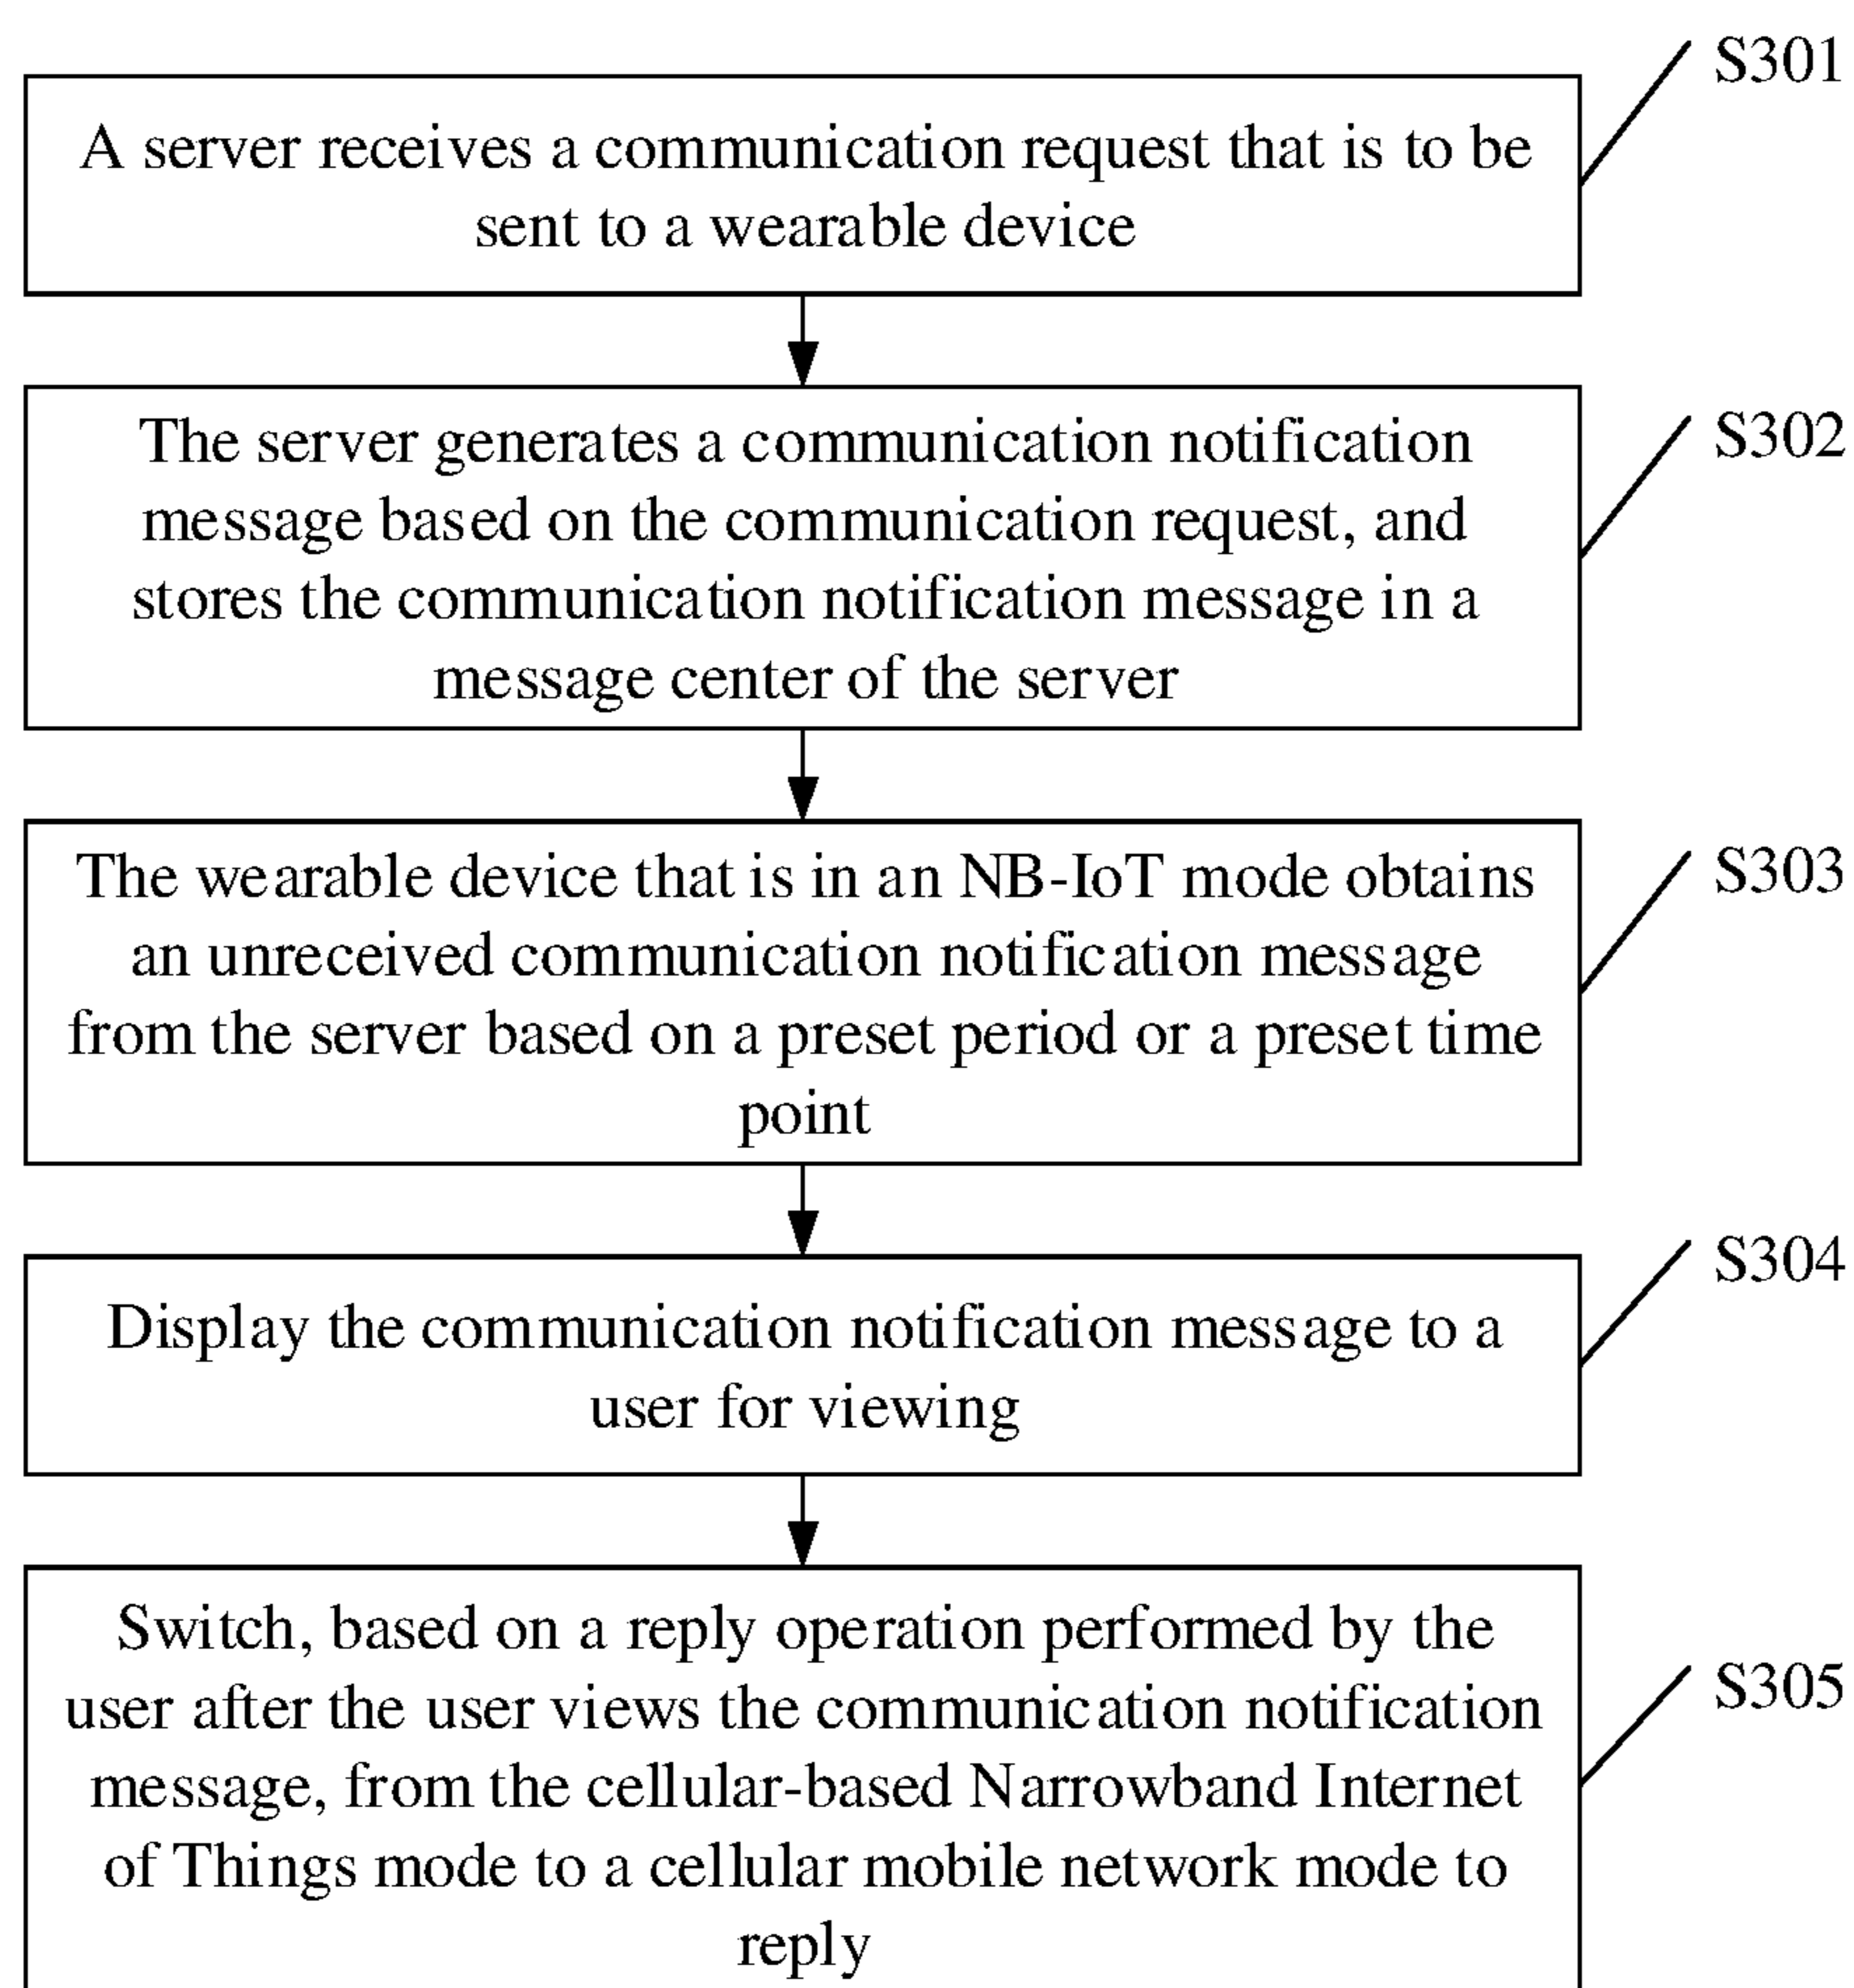 S301
A server receives a communication request that is to be
sent to a wearable device
S302
The server generates a communication notification
message based on the communication request, and
stores the communication notification message in a
message center of the server
S303
The wearable device that is in an NB-IoT mode obtains
an unreceived communication notification message
from the server based on a preset period or a preset time
point
S304
Display the communication notification message to a
user for viewing
S305
Switch, based on a reply operation performed by the
user after the user views the communication notification
message, from the cellular-based Narrowband Internet
of Things mode to a cellular mobile network mode to
reply